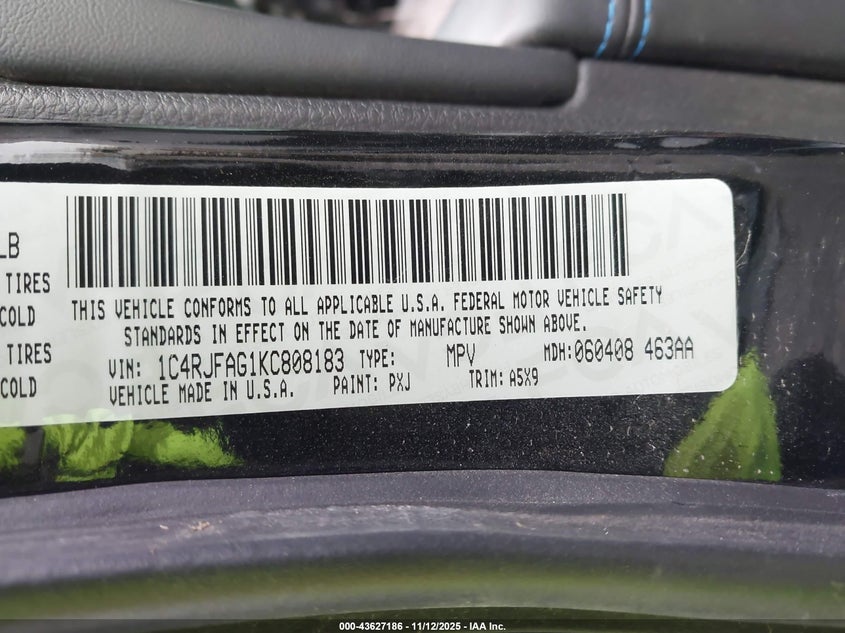 LB
TIRES
COLD
TIRES
COLD
THIS VEHICLE CONFORMS TO ALL APPLICABLE U.S.A. FEDERAL MOTOR VEHICLE SAFETY
STANDARDS IN EFFECT ON THE DATE OF MANUFACTURE SHOWN ABOVE.
VIN: 1C4RJFAG1KC808183 TYPE: MPV MDH:060408 463AA
VEHICLE MADE IN U.S.A. PAINT: PXJ TRIM: A5X9
000-43627186 - 11/12/2025 - IAA Inc.